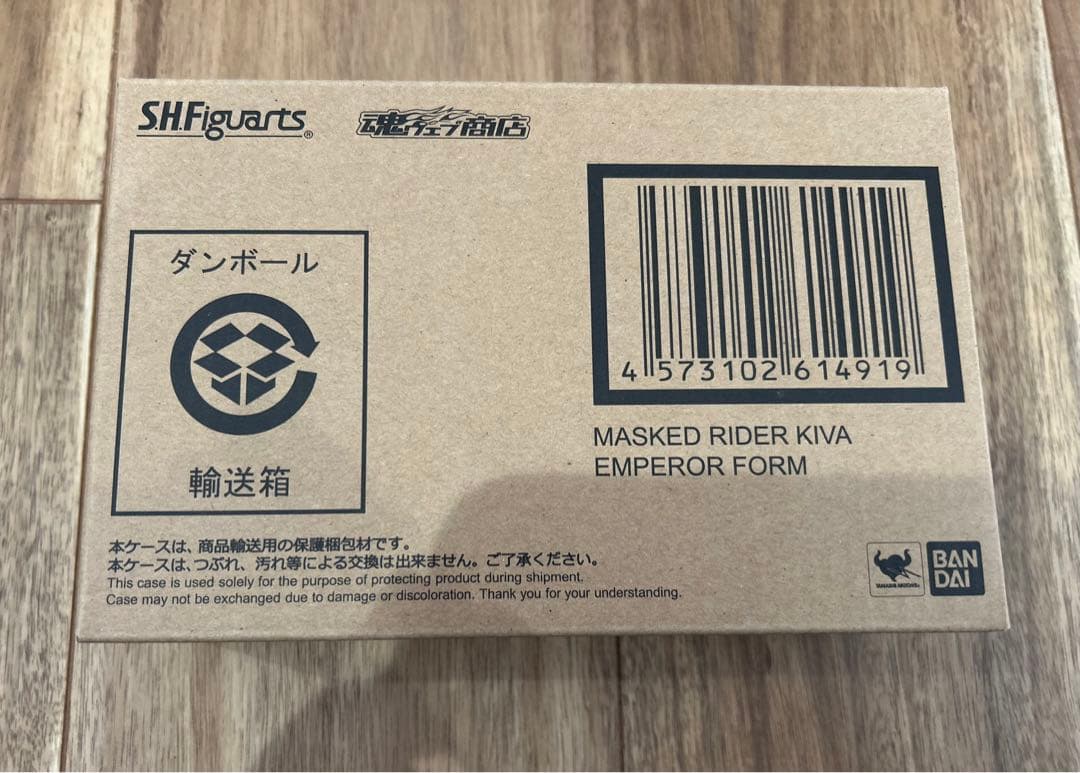 S.H.Figuarts®
魂ウェブ商店
ダンボール
輸送箱
4 573102 614919
MASKED RIDER KIVA
EMPEROR FORM
本ケースは、商品輸送用の保護梱包材です。
本ケースは、つぶれ、汚れ等による交換は出来ません。ご了承ください。
This case is used solely for the purpose of protecting product during shipment.
Case may not be exchanged due to damage or discoloration. Thank you for your understanding.
TAMASHII NATIONS
BAN
DAI